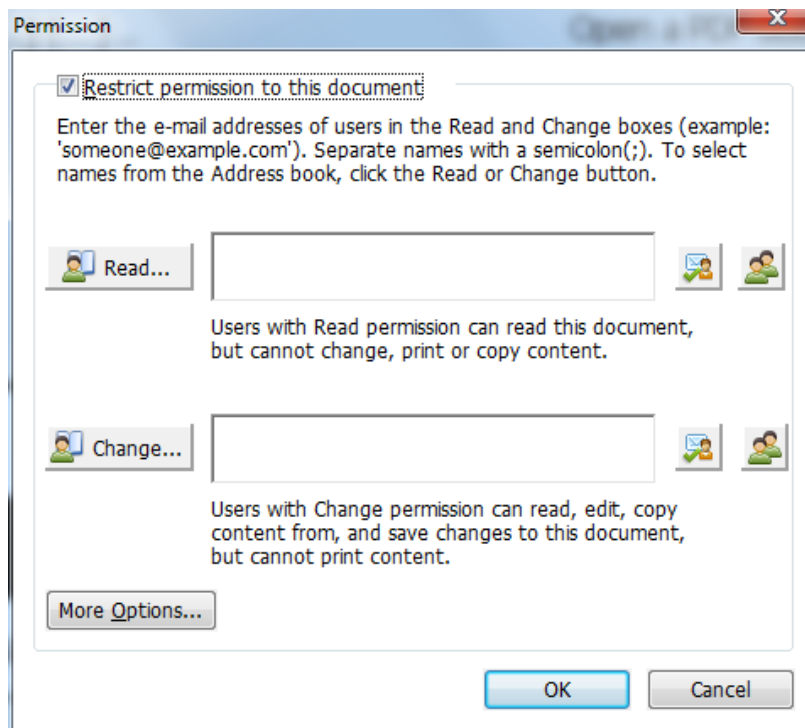 Permission
Open a PDF
Restrict permission to this document
Enter the e-mail addresses of users in the Read and Change boxes (example:
'someone@example.com'). Separate names with a semicolon(;). To select
names from the Address book, click the Read or Change button.
Read...
Users with Read permission can read this document,
but cannot change, print or copy content.
Change...
Users with Change permission can read, edit, copy
content from, and save changes to this document,
but cannot print content.
More Options...
OK
Cancel